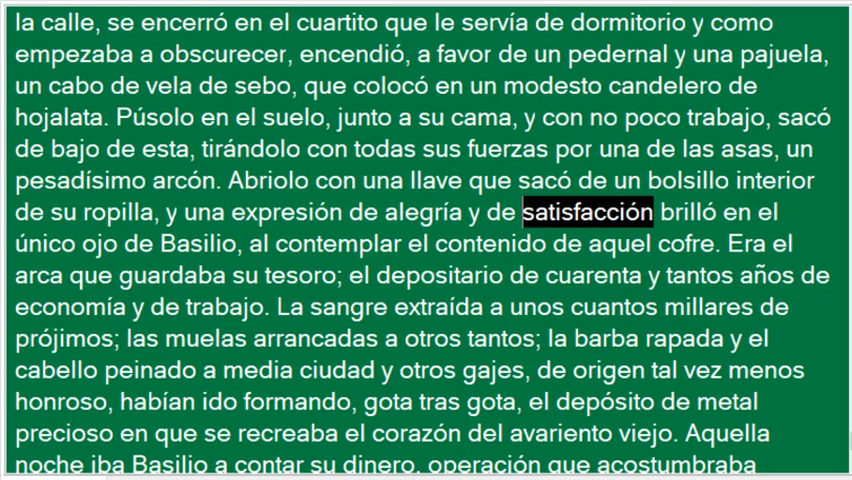 la calle, se encerró en el cuartito que le servía de dormitorio y como
empezaba a obscurecer, encendió, a favor de un pedernal y una pajuela,
un cabo de vela de sebo, que colocó en un modesto candelero de
hojalata. Púsolo en el suelo, junto a su cama, y con no poco trabajo, sacó
de bajo de esta, tirándolo con todas sus fuerzas por una de las asas, un
pesadísimo arcón. Abriolo con una llave que sacó de un bolsillo interior
de su ropilla, y una expresión de alegría y de satisfacción brilló en el
único ojo de Basilio, al contemplar el contenido de aquel cofre. Era el
arca que guardaba su tesoro; el depositario de cuarenta y tantos años de
economía y de trabajo. La sangre extraída a unos cuantos millares de
prójimos; las muelas arrancadas a otros tantos; la barba rapada y el
cabello peinado a media ciudad y otros gajes, de origen tal vez menos
honroso, habían ido formando, gota tras gota, el depósito de metal
precioso en que se recreaba el corazón del avariento viejo. Aquella
noche iba Basilio a contar su dinero, operación que acostumbraba